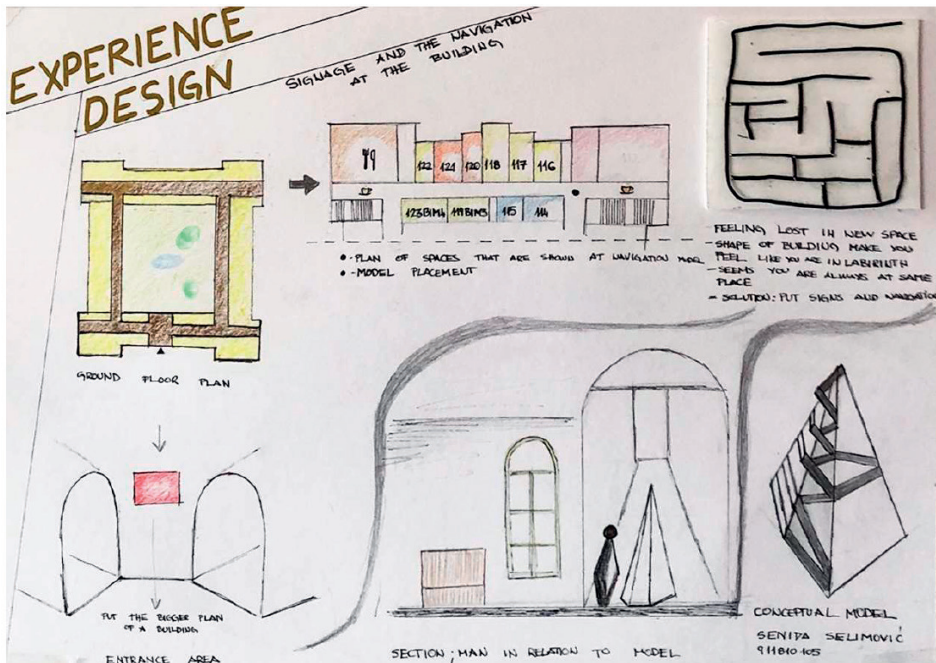 EXPERIENCE
DESIGN
SIGNAGE AND THE NAVIGATION
AT THE BUILDING
122
121
120
118
117
116
123BIM4
119BIM3
115
114
• - PLAN OF SPACES THAT ARE SHOWN AT NAVIGATION MODEL
• - MODEL PLACEMENT
- FEELING LOST IN NEW SPACE
- SHAPE OF BUILDING MAKE YOU
FEEL LIKE YOU ARE IN LABIRINTH
- SEEMS YOU ARE ALWAYS AT SAME
PLACE
- SOLUTION: PUT SIGNS AND NAVIGATION
GROUND FLOOR PLAN
PUT THE BIGGER PLAN
OF A BUILDING
ENTRANCE AREA
SECTION; MAN IN RELATION TO MODEL
CONCEPTUAL MODEL
SENIDA SELIMOVIĆ
911810405